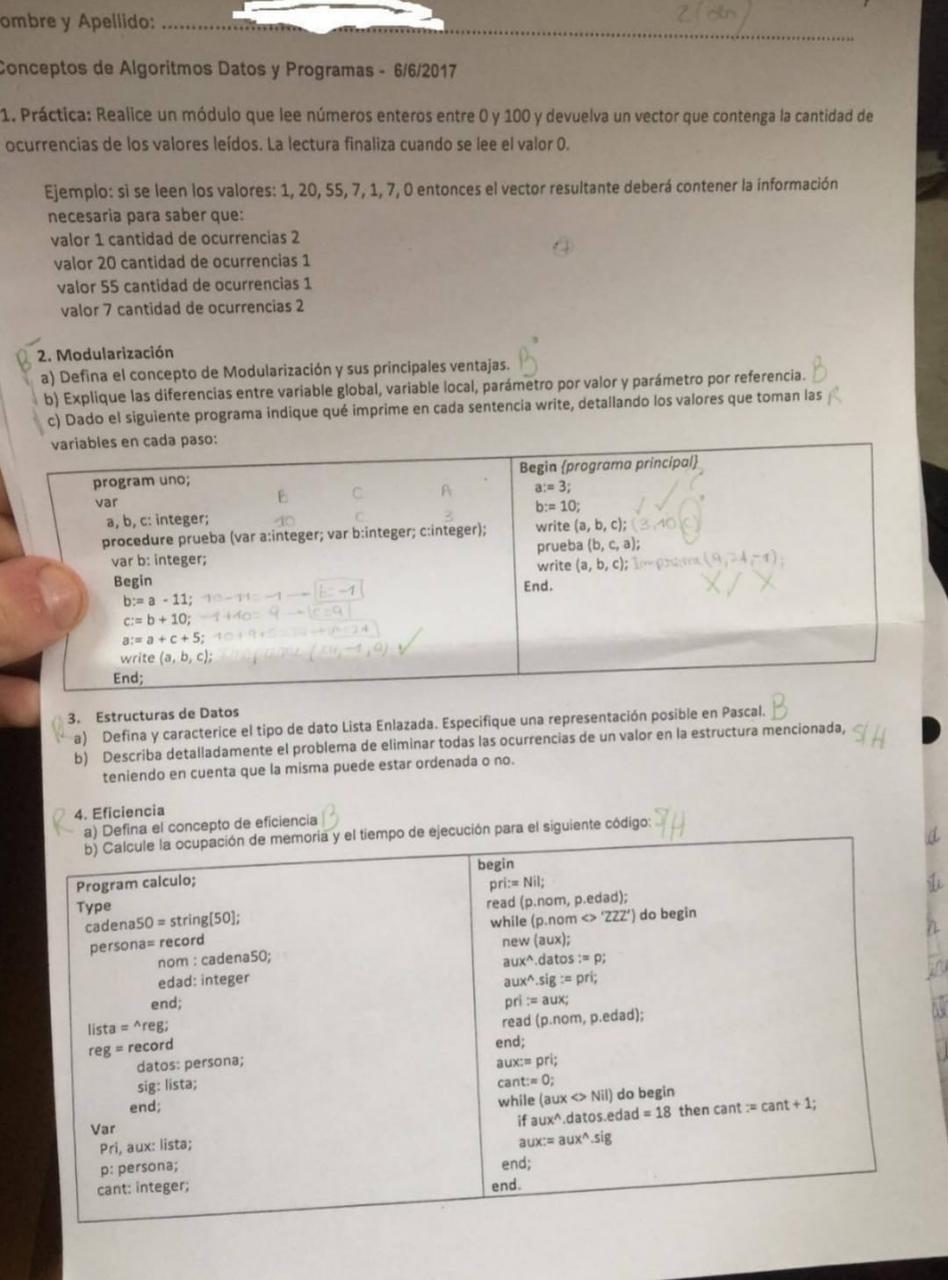 ombre y Apellido:
2 (dos)
Conceptos de Algoritmos Datos y Programas - 6/6/2017
1. Práctica: Realice un módulo que lee números enteros entre 0 y 100 y devuelva un vector que contenga la cantidad de
ocurrencias de los valores leídos. La lectura finaliza cuando se lee el valor 0.
Ejemplo: si se leen los valores: 1, 20, 55, 7, 1, 7, 0 entonces el vector resultante deberá contener la información
necesaria para saber que:
valor 1 cantidad de ocurrencias 2
valor 20 cantidad de ocurrencias 1
valor 55 cantidad de ocurrencias 1
valor 7 cantidad de ocurrencias 2
B 2. Modularización
a) Defina el concepto de Modularización y sus principales ventajas. B
b) Explique las diferencias entre variable global, variable local, parámetro por valor y parámetro por referencia. B
c) Dado el siguiente programa indique qué imprime en cada sentencia write, detallando los valores que toman las R
variables en cada paso:
program uno;
var B C A
a, b, c: integer; 10 C 3
procedure prueba (var a:integer; var b:integer; c:integer);
var b: integer;
Begin
b:= a - 11; 10-11= -1 → b=-1
c:= b + 10; -1+10= 9 → c=9
a:= a + c + 5; 10+9+5=24
write (a, b, c); ✓
End;
Begin {programa principal}
a:= 3;
b:= 10;
write (a, b, c); (3,10,c)
prueba (b, c, a);
write (a, b, c); Imprime (9,24,-1);
End.
3. Estructuras de Datos
R a) Defina y caracterice el tipo de dato Lista Enlazada. Especifique una representación posible en Pascal. B
b) Describa detalladamente el problema de eliminar todas las ocurrencias de un valor en la estructura mencionada, S/H
teniendo en cuenta que la misma puede estar ordenada o no.
R 4. Eficiencia
a) Defina el concepto de eficiencia B
b) Calcule la ocupación de memoria y el tiempo de ejecución para el siguiente código: S/H
Program calculo;
Type
cadena50 = string[50];
persona= record
nom : cadena50;
edad: integer
end;
lista = ^reg;
reg = record
datos: persona;
sig: lista;
end;
Var
Pri, aux: lista;
p: persona;
cant: integer;
begin
pri:= Nil;
read (p.nom, p.edad);
while (p.nom <> 'ZZZ') do begin
new (aux);
aux^.datos := p;
aux^.sig := pri;
pri := aux;
read (p.nom, p.edad);
end;
aux:= pri;
cant:= 0;
while (aux <> Nil) do begin
if aux^.datos.edad = 18 then cant := cant + 1;
aux:= aux^.sig
end;
end.